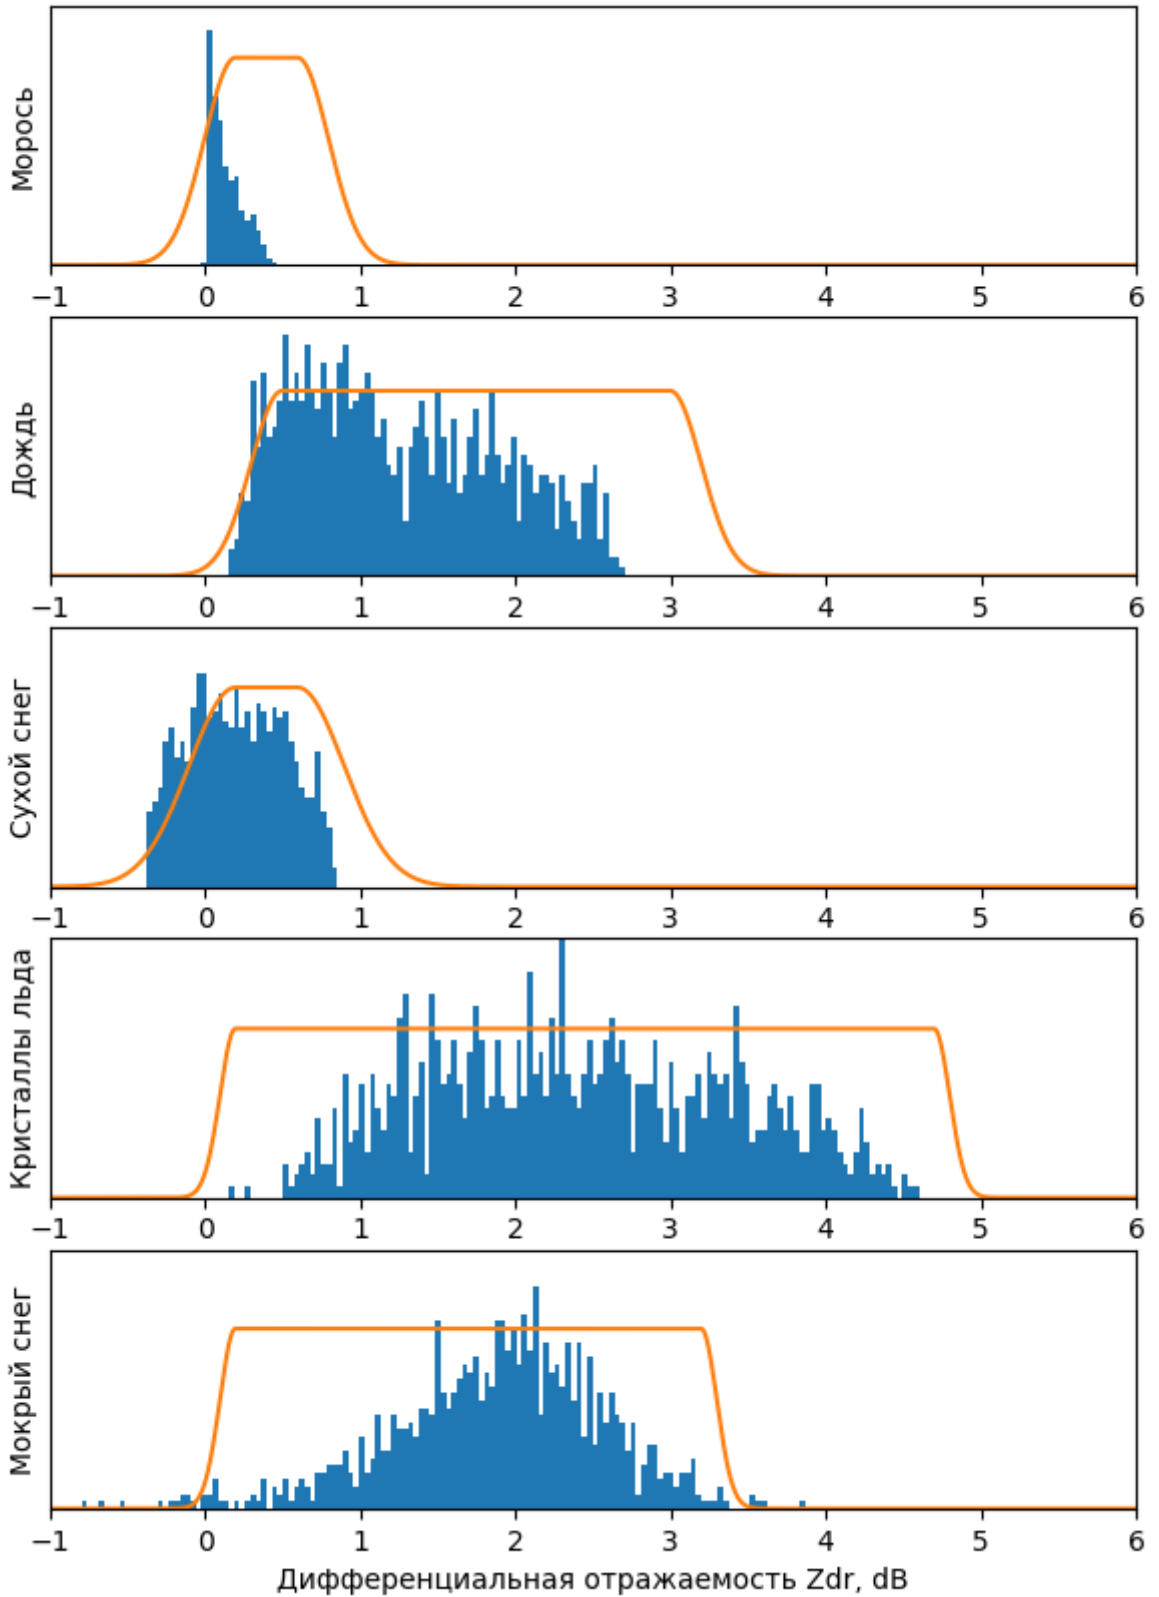 Морось
−1 0 1 2 3 4 5 6
Дождь
−1 0 1 2 3 4 5 6
Сухой снег
−1 0 1 2 3 4 5 6
Кристаллы льда
−1 0 1 2 3 4 5 6
Мокрый снег
−1 0 1 2 3 4 5 6
Дифференциальная отражаемость Zdr, dB